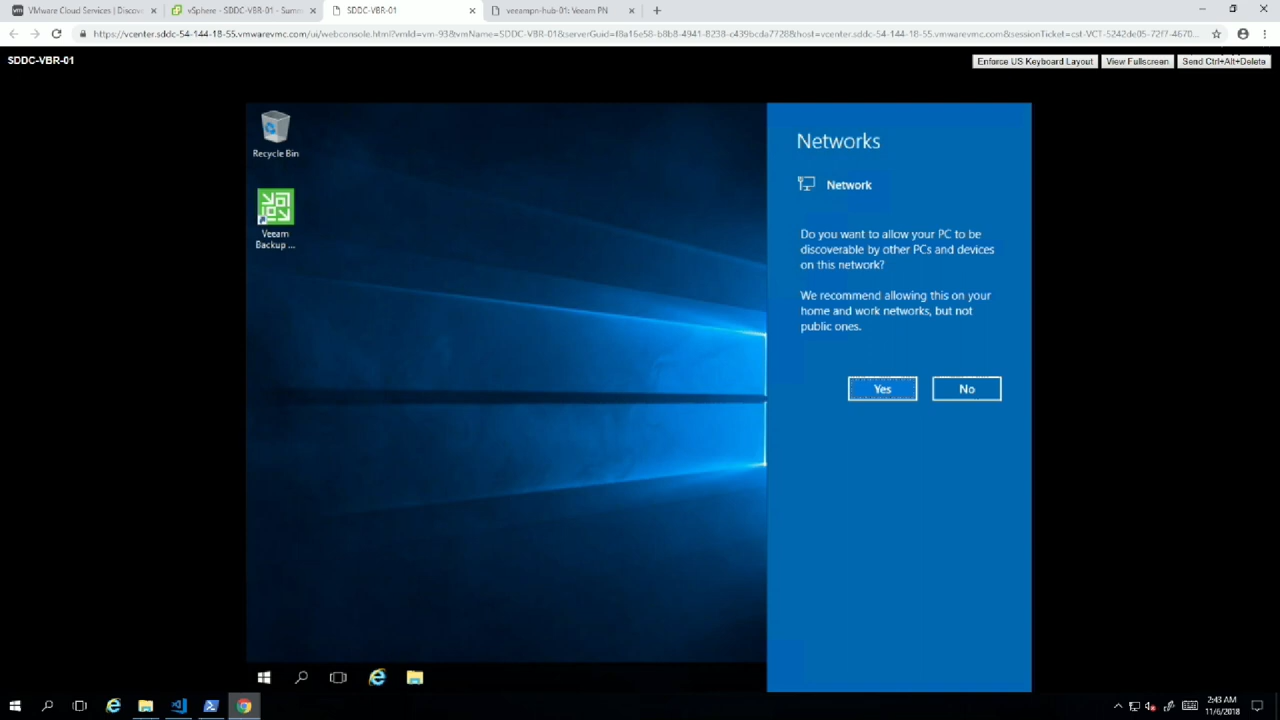 VMware Cloud Services | Discov
vSphere - SDDC-VBR-01 - Summ
SDDC-VBR-01
veeampn-hub-01: Veeam PN
SDDC-VBR-01
Enforce US Keyboard Layout
View Fullscreen
Send Ctrl+Alt+Delete
Recycle Bin
Veeam
Backup ...
Networks
Network
Do you want to allow your PC to be
discoverable by other PCs and devices
on this network?
We recommend allowing this on your
home and work networks, but not
public ones.
Yes
No
2:43 AM
11/6/2018